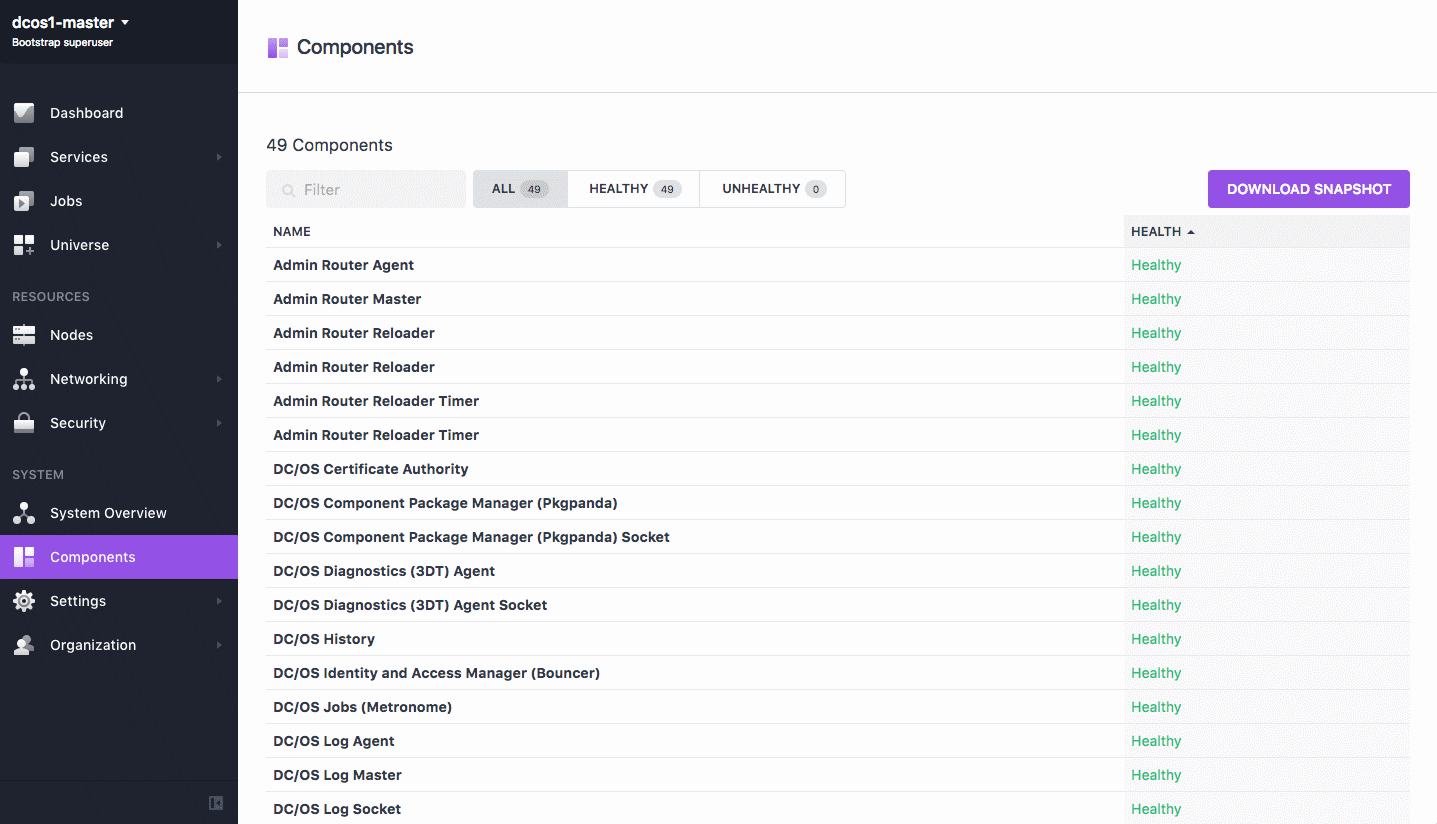 dcos1-master
Bootstrap superuser
Dashboard
Services
Jobs
Universe
RESOURCES
Nodes
Networking
Security
SYSTEM
System Overview
Components
Settings
Organization
Components
49 Components
Filter
ALL 49 HEALTHY 49 UNHEALTHY 0
DOWNLOAD SNAPSHOT
NAME HEALTH
Admin Router Agent Healthy
Admin Router Master Healthy
Admin Router Reloader Healthy
Admin Router Reloader Healthy
Admin Router Reloader Timer Healthy
Admin Router Reloader Timer Healthy
DC/OS Certificate Authority Healthy
DC/OS Component Package Manager (Pkgpanda) Healthy
DC/OS Component Package Manager (Pkgpanda) Socket Healthy
DC/OS Diagnostics (3DT) Agent Healthy
DC/OS Diagnostics (3DT) Agent Socket Healthy
DC/OS History Healthy
DC/OS Identity and Access Manager (Bouncer) Healthy
DC/OS Jobs (Metronome) Healthy
DC/OS Log Agent Healthy
DC/OS Log Master Healthy
DC/OS Log Socket Healthy